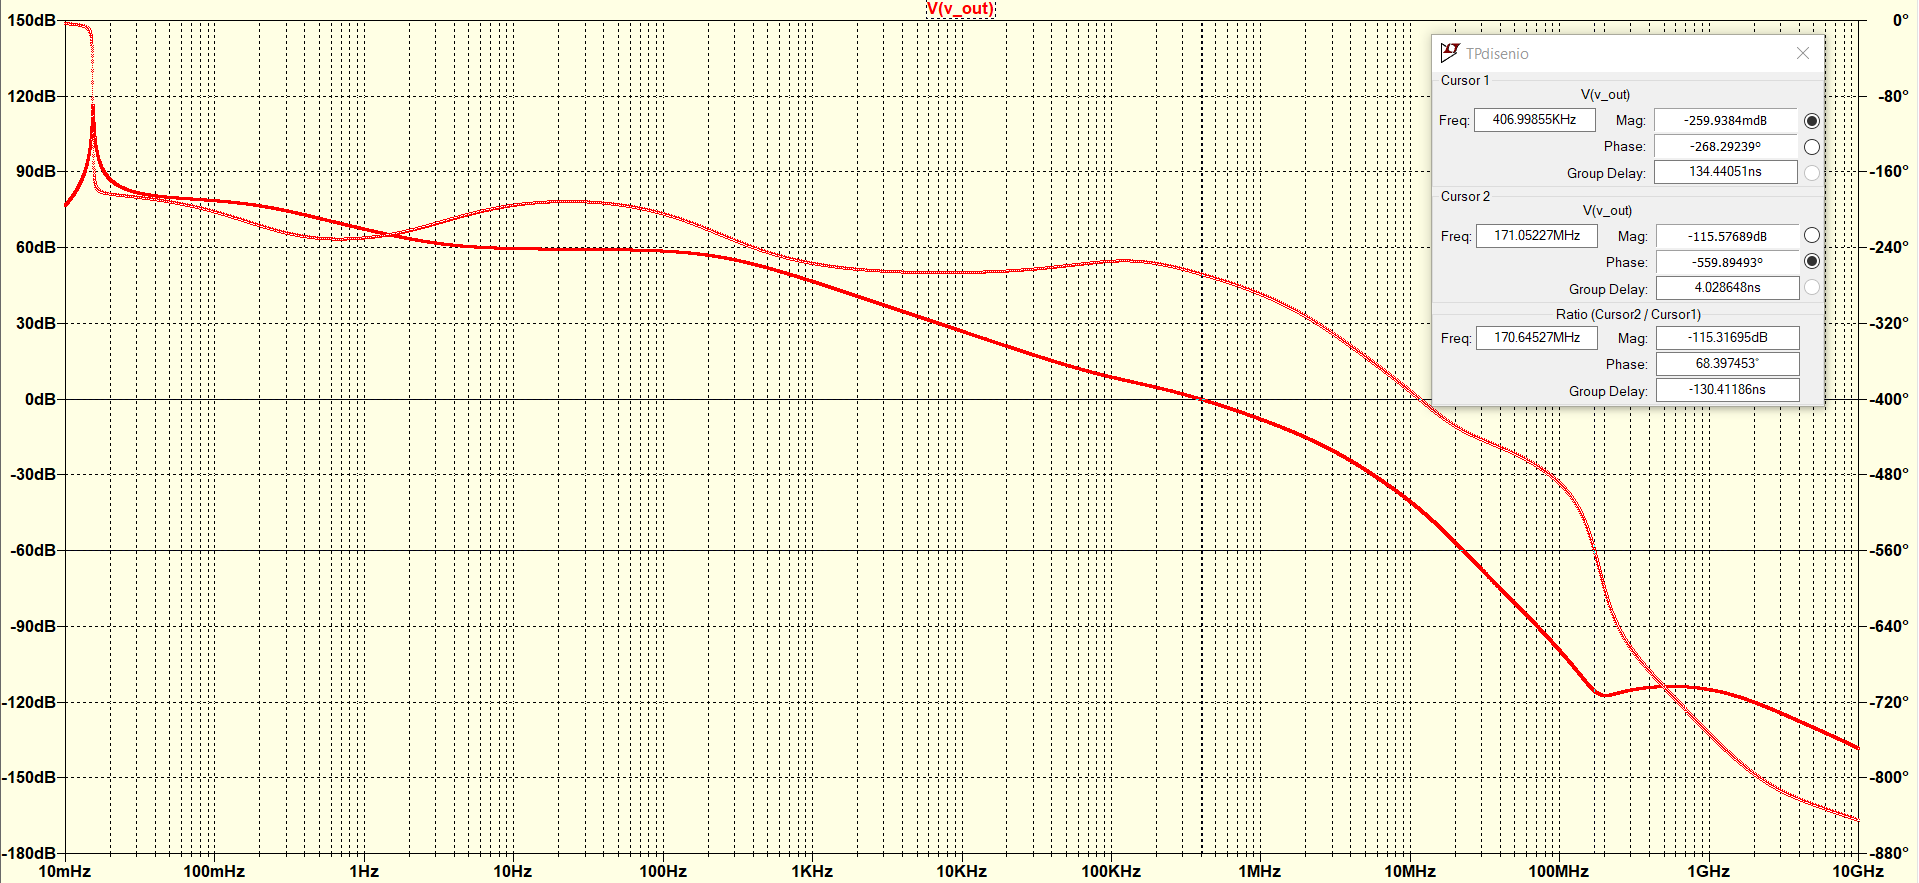 V(v_out)
150dB
120dB
90dB
60dB
30dB
0dB
-30dB
-60dB
-90dB
-120dB
-150dB
-180dB
0°
-80°
-160°
-240°
-320°
-400°
-480°
-560°
-640°
-720°
-800°
-880°
10mHz
100mHz
1Hz
10Hz
100Hz
1KHz
10KHz
100KHz
1MHz
10MHz
100MHz
1GHz
10GHz
TPdisenio
Cursor 1
V(v_out)
Freq: 406.99855KHz Mag: -259.9384mdB
Phase: -268.29239º
Group Delay: 134.44051ns
Cursor 2
V(v_out)
Freq: 171.05227MHz Mag: -115.57689dB
Phase: -559.89493º
Group Delay: 4.028648ns
Ratio (Cursor2 / Cursor1)
Freq: 170.64527MHz Mag: -115.31695dB
Phase: 68.397453°
Group Delay: -130.41186ns